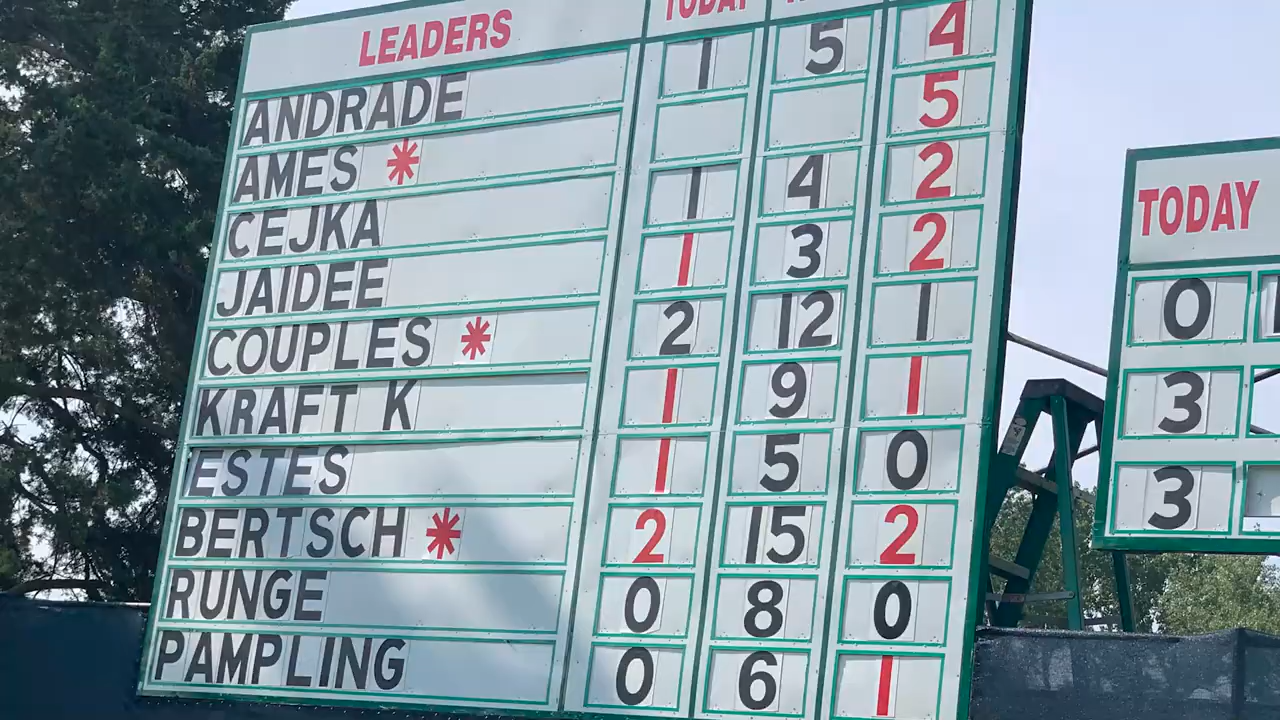 LEADERS TODAY
ANDRADE 1 5 4
AMES * 5
CEJKA 1 4 2
JAIDEE 1 3 2
COUPLES * 2 12 1
KRAFT K 1 9 1
ESTES 1 5 0
BERTSCH * 2 15 2
RUNGE 0 8 0
PAMPLING 0 6 1
TODAY
0
3
3